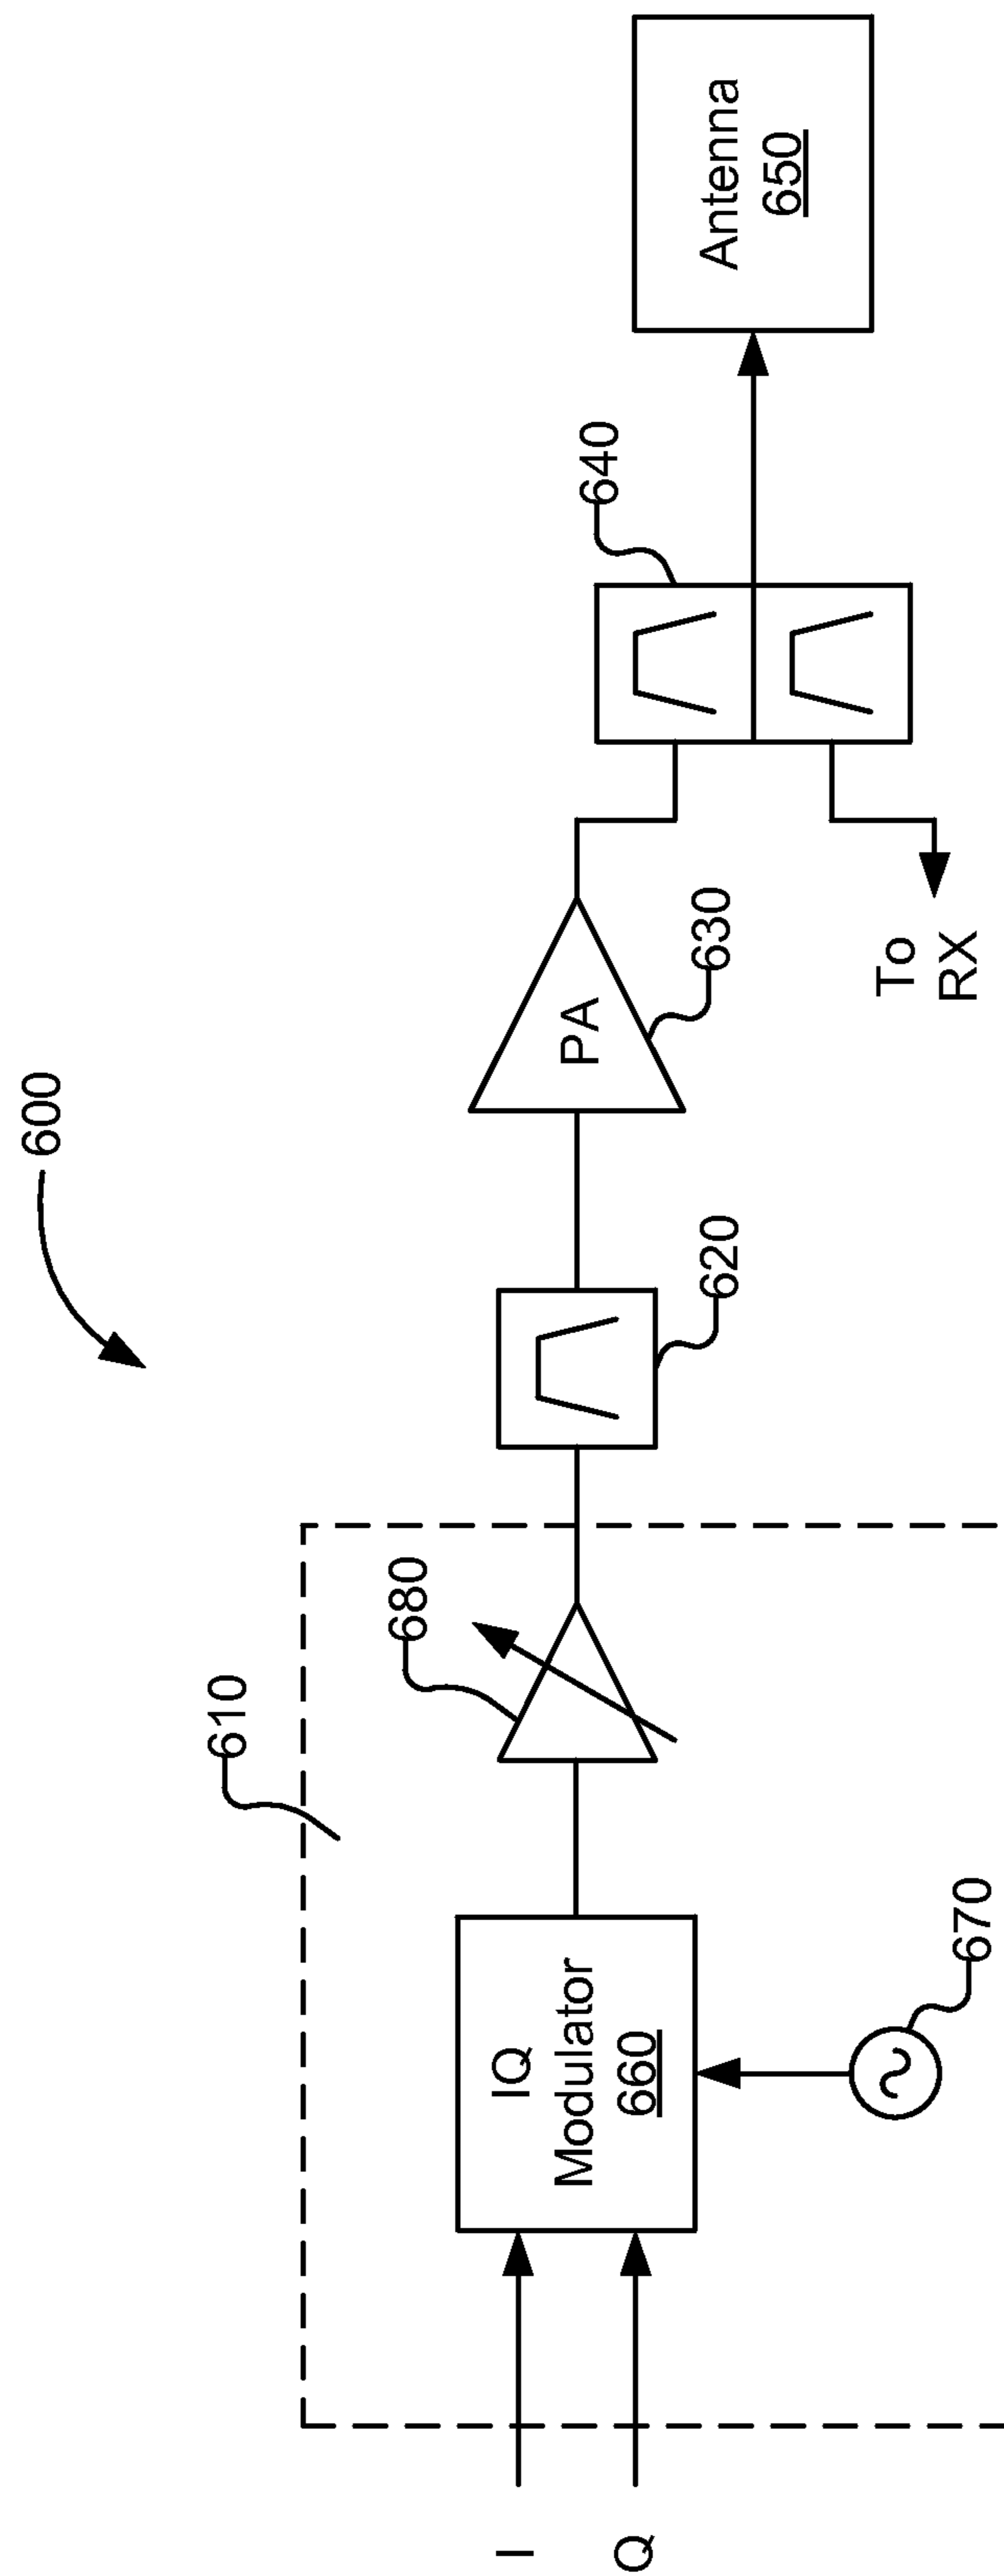 600
610
680
I
Q
IQ
Modulator
660
670
620
PA
630
640
To
RX
Antenna
650